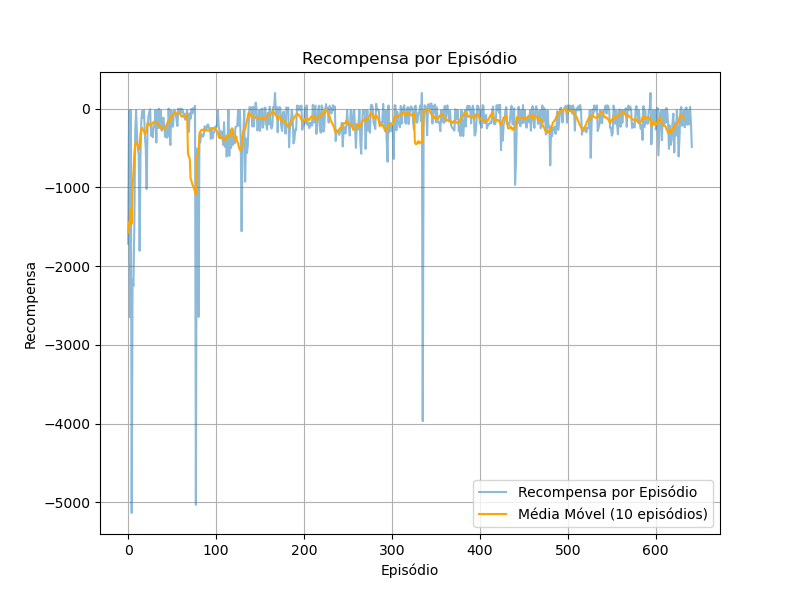 Recompensa por Episódio
0
−1000
−2000
−3000
−4000
−5000
Recompensa
0
100
200
300
400
500
600
Episódio
Recompensa por Episódio
Média Móvel (10 episódios)